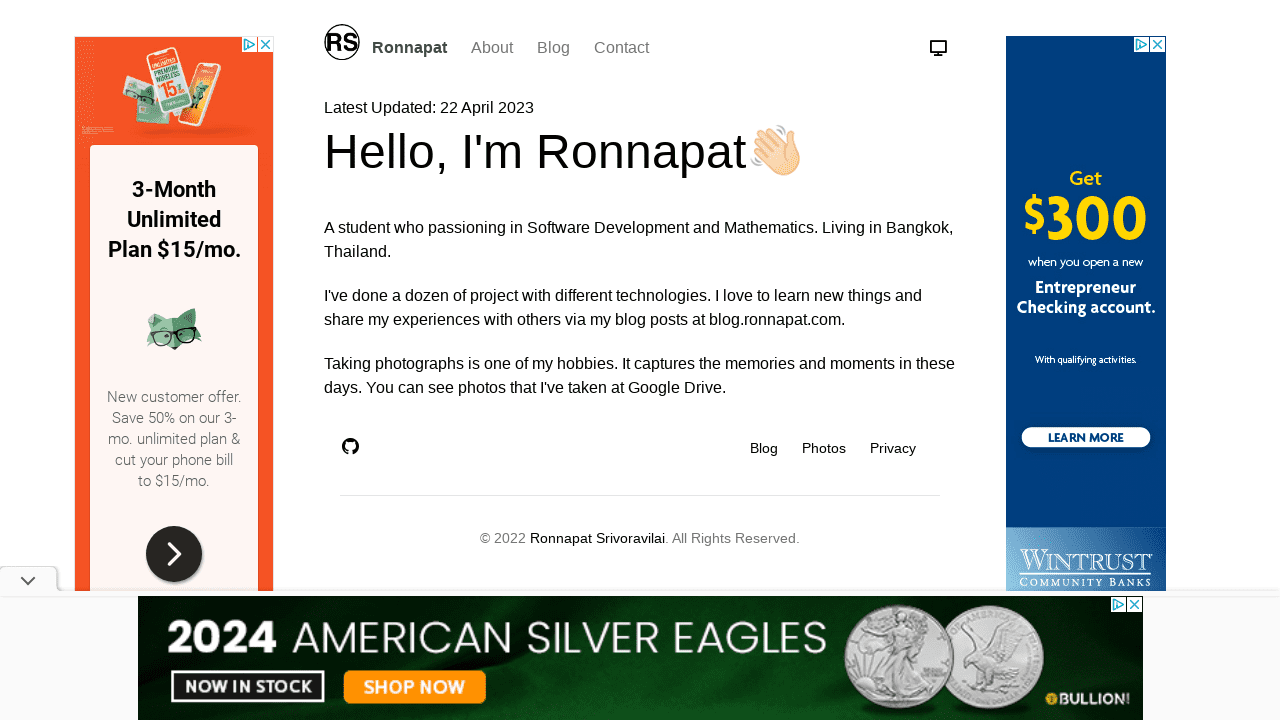 RS
Ronnapat
About
Blog
Contact
Latest Updated: 22 April 2023
Hello, I'm Ronnapat👋🏻
A student who passioning in Software Development and Mathematics. Living in Bangkok,
Thailand.
I've done a dozen of project with different technologies. I love to learn new things and
share my experiences with others via my blog posts at blog.ronnapat.com.
Taking photographs is one of my hobbies. It captures the memories and moments in these
days. You can see photos that I've taken at Google Drive.
Blog
Photos
Privacy
© 2022 Ronnapat Srivoravilai. All Rights Reserved.
UNLIMITED
PREMIUM
WIRELESS
$15
3-Month
Unlimited
Plan $15/mo.
New customer offer.
Save 50% on our 3-
mo. unlimited plan &
cut your phone bill
to $15/mo.
Get
$300
when you open a new
Entrepreneur
Checking account.
With qualifying activities.
LEARN MORE
WINTRUST
COMMUNITY BANKS
2024 AMERICAN SILVER EAGLES
NOW IN STOCK
SHOP NOW
BULLION!